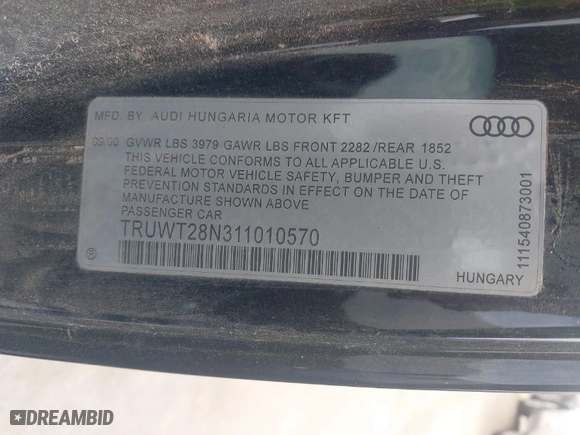 MFD. BY. AUDI HUNGARIA MOTOR KFT
09/00 GVWR LBS 3979 GAWR LBS FRONT 2282 /REAR 1852
THIS VEHICLE CONFORMS TO ALL APPLICABLE U.S.
FEDERAL MOTOR VEHICLE SAFETY, BUMPER AND THEFT
PREVENTION STANDARDS IN EFFECT ON THE DATE OF
MANUFACTURE SHOWN ABOVE
PASSENGER CAR
TRUWT28N311010570
®
HUNGARY
111540873001
DREAMBID